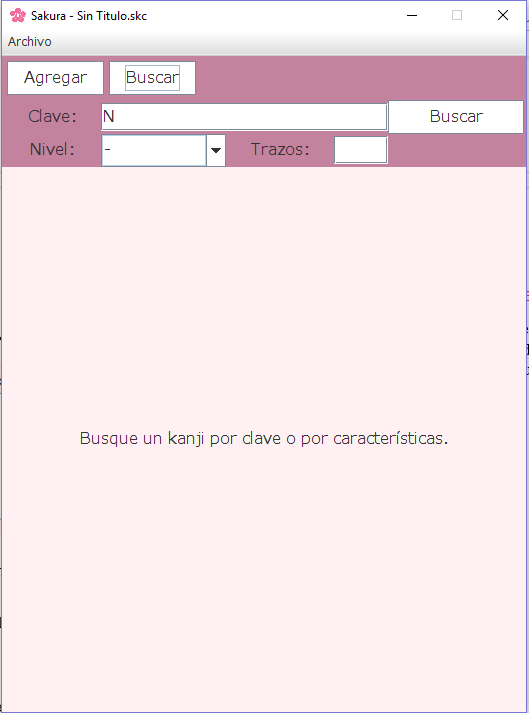 Sakura - Sin Titulo.skc
Archivo
Agregar Buscar
Clave: N Buscar
Nivel: - Trazos:
Busque un kanji por clave o por características.